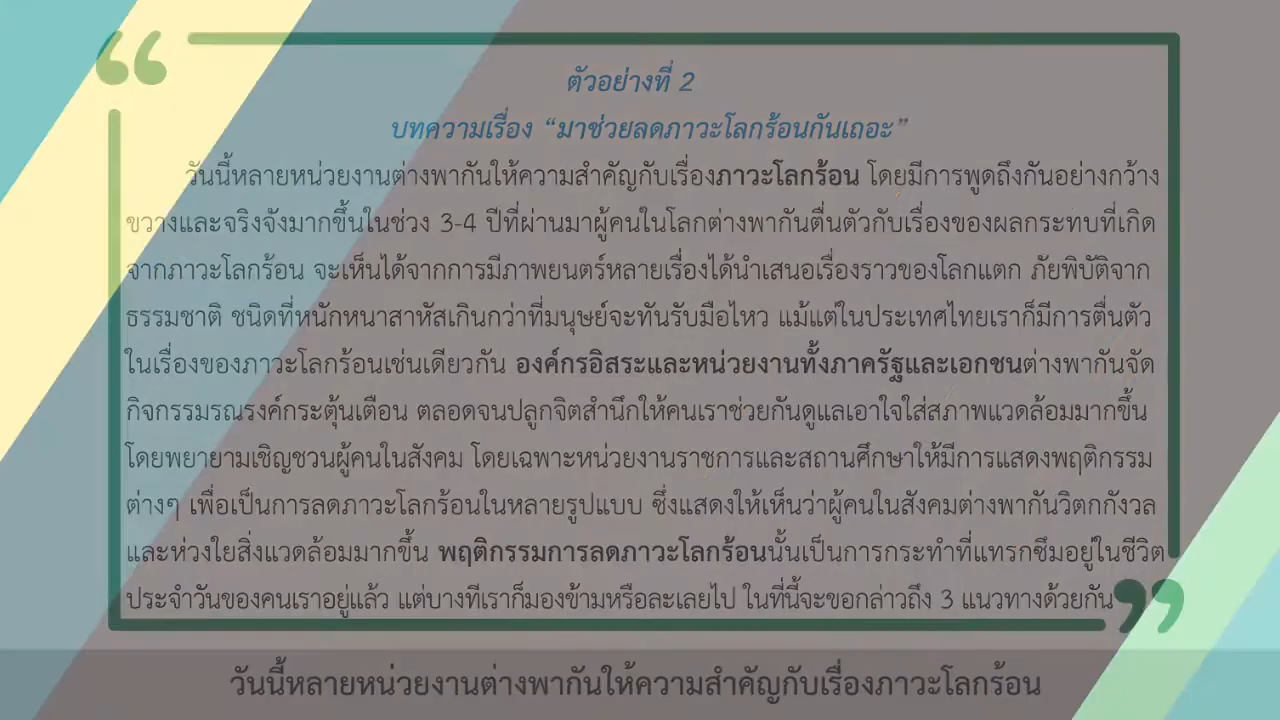 ตัวอย่างที่ 2
บทความเรื่อง “มาช่วยลดภาวะโลกร้อนกันเถอะ”
วันนี้หลายหน่วยงานต่างพากันให้ความสำคัญกับเรื่องภาวะโลกร้อน โดยมีการพูดถึงกันอย่างกว้าง
ขวางและจริงจังมากขึ้นในช่วง 3-4 ปีที่ผ่านมาผู้คนในโลกต่างพากันตื่นตัวกับเรื่องของผลกระทบที่เกิด
จากภาวะโลกร้อน จะเห็นได้จากการมีภาพยนตร์หลายเรื่องได้นำเสนอเรื่องราวของโลกแตก ภัยพิบัติจาก
ธรรมชาติ ชนิดที่หนักหนาสาหัสเกินกว่าที่มนุษย์จะทันรับมือไหว แม้แต่ในประเทศไทยเราก็มีการตื่นตัว
ในเรื่องของภาวะโลกร้อนเช่นเดียวกัน องค์กรอิสระและหน่วยงานทั้งภาครัฐและเอกชนต่างพากันจัด
กิจกรรมรณรงค์กระตุ้นเตือน ตลอดจนปลูกจิตสำนึกให้คนเราช่วยกันดูแลเอาใจใส่สภาพแวดล้อมมากขึ้น
โดยพยายามเชิญชวนผู้คนในสังคม โดยเฉพาะหน่วยงานราชการและสถานศึกษาให้มีการแสดงพฤติกรรม
ต่างๆ เพื่อเป็นการลดภาวะโลกร้อนในหลายรูปแบบ ซึ่งแสดงให้เห็นว่าผู้คนในสังคมต่างพากันวิตกกังวล
และห่วงใยสิ่งแวดล้อมมากขึ้น พฤติกรรมการลดภาวะโลกร้อนนั้นเป็นการกระทำที่แทรกซึมอยู่ในชีวิต
ประจำวันของคนเราอยู่แล้ว แต่บางทีเราก็มองข้ามหรือละเลยไป ในที่นี้จะขอกล่าวถึง 3 แนวทางด้วยกัน
วันนี้หลายหน่วยงานต่างพากันให้ความสำคัญกับเรื่องภาวะโลกร้อน